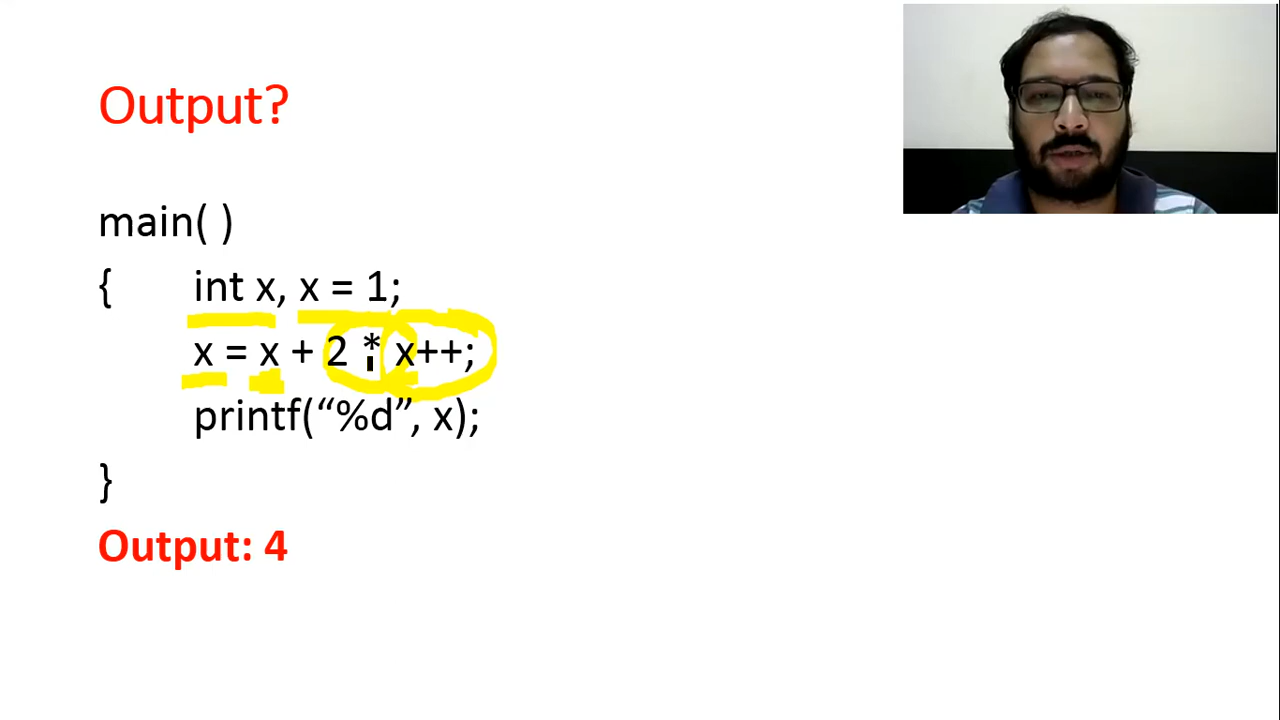 Output?
main( )
{ int x, x = 1;
x = x + 2 * x++;
printf(“%d”, x);
}
Output: 4